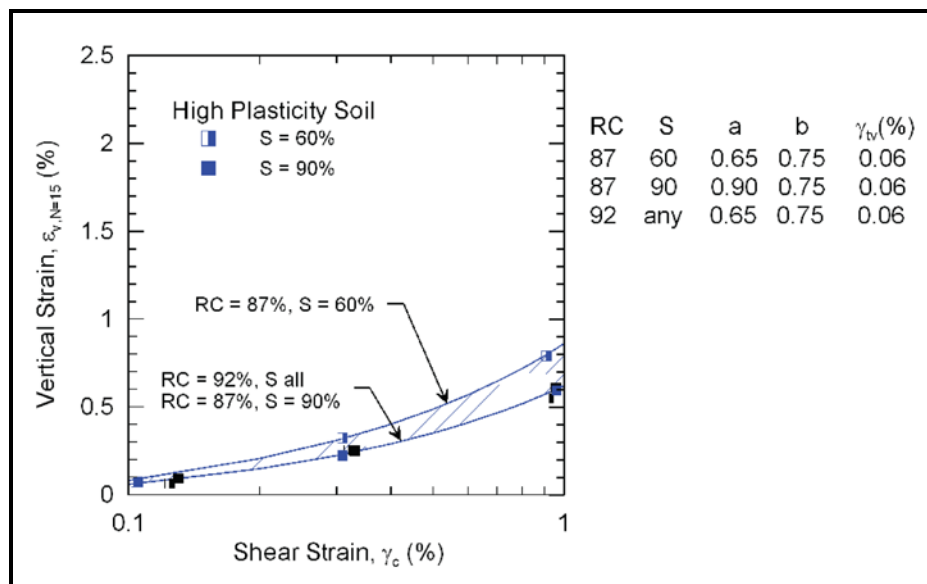 2.5
2
1.5
1
0.5
0
Vertical Strain, εv,N=15 (%)
High Plasticity Soil
S = 60%
S = 90%
RC = 87%, S = 60%
RC = 92%, S all
RC = 87%, S = 90%
0.1
1
Shear Strain, γc (%)
RC S a b γtv(%)
87 60 0.65 0.75 0.06
87 90 0.90 0.75 0.06
92 any 0.65 0.75 0.06